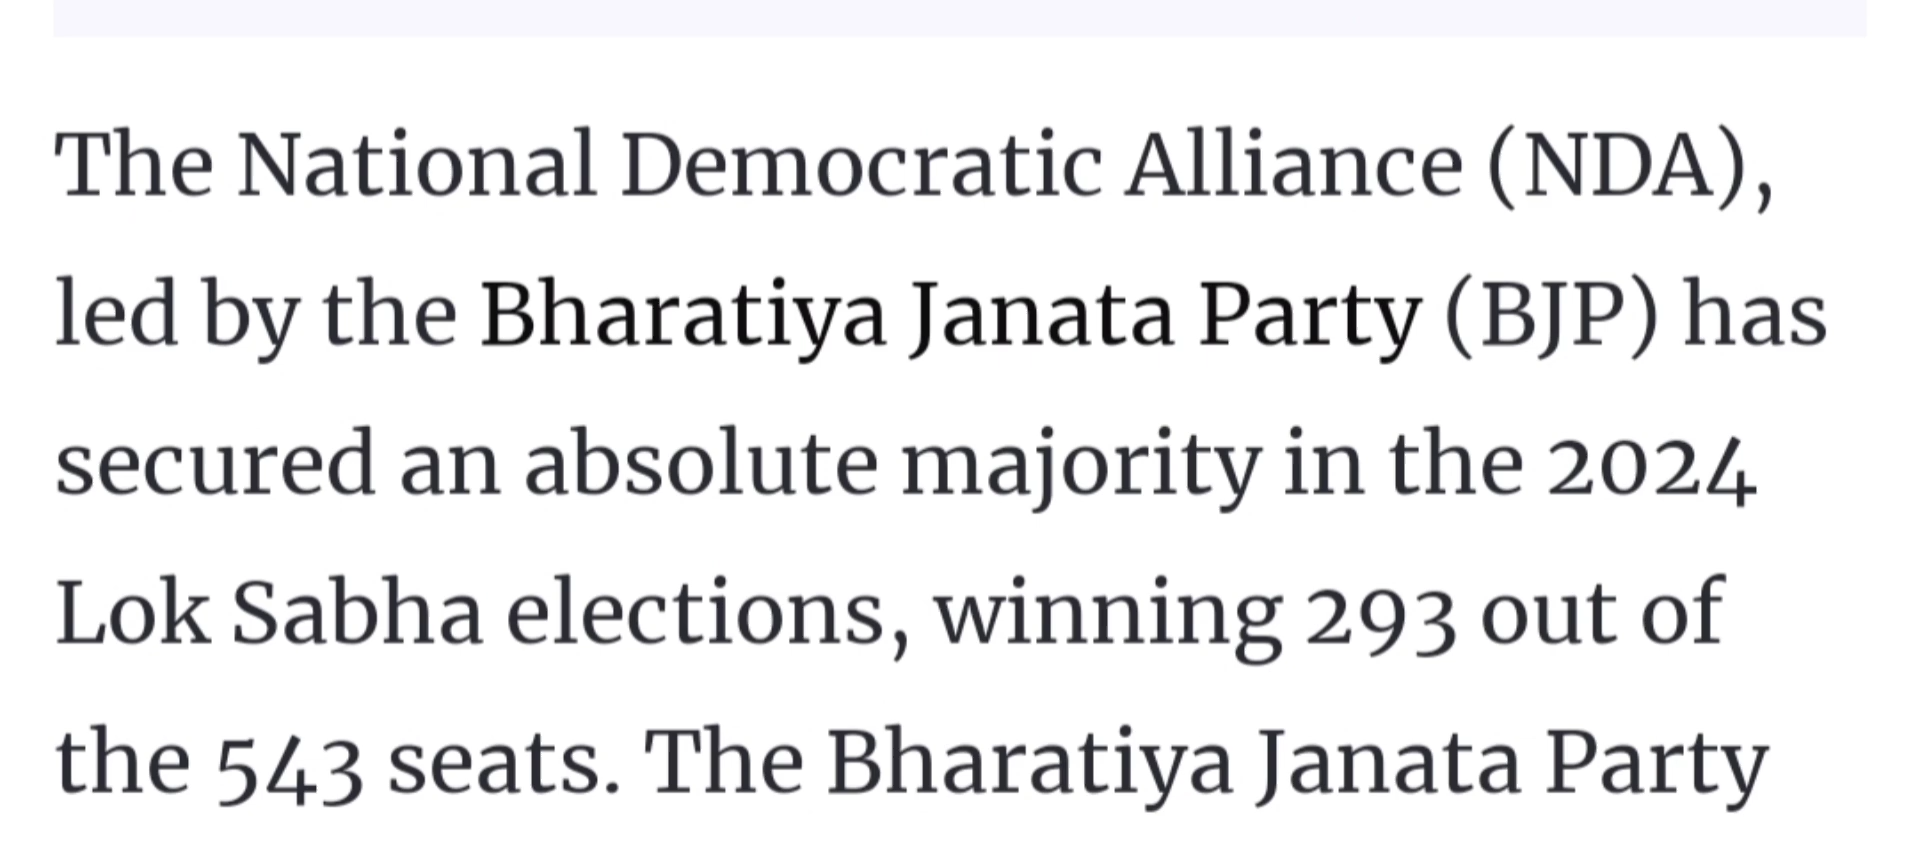 The National Democratic Alliance (NDA),
led by the Bharatiya Janata Party (BJP) has
secured an absolute majority in the 2024
Lok Sabha elections, winning 293 out of
the 543 seats. The Bharatiya Janata Party